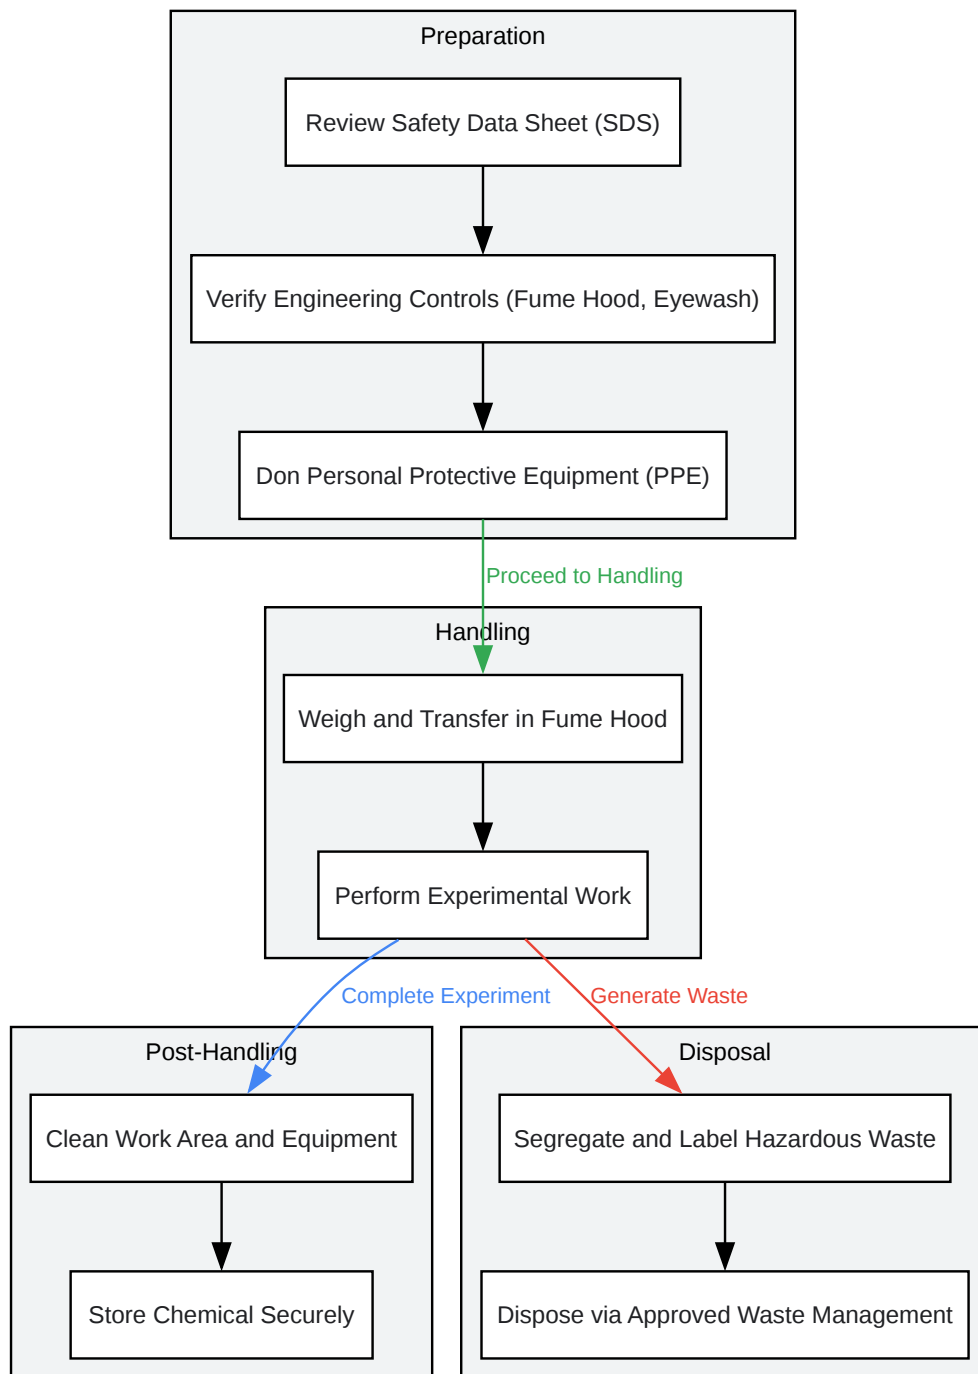 Preparation
Review Safety Data Sheet (SDS)
Verify Engineering Controls (Fume Hood, Eyewash)
Don Personal Protective Equipment (PPE)
Proceed to Handling
Handling
Weigh and Transfer in Fume Hood
Perform Experimental Work
Complete Experiment
Generate Waste
Post-Handling
Clean Work Area and Equipment
Store Chemical Securely
Disposal
Segregate and Label Hazardous Waste
Dispose via Approved Waste Management